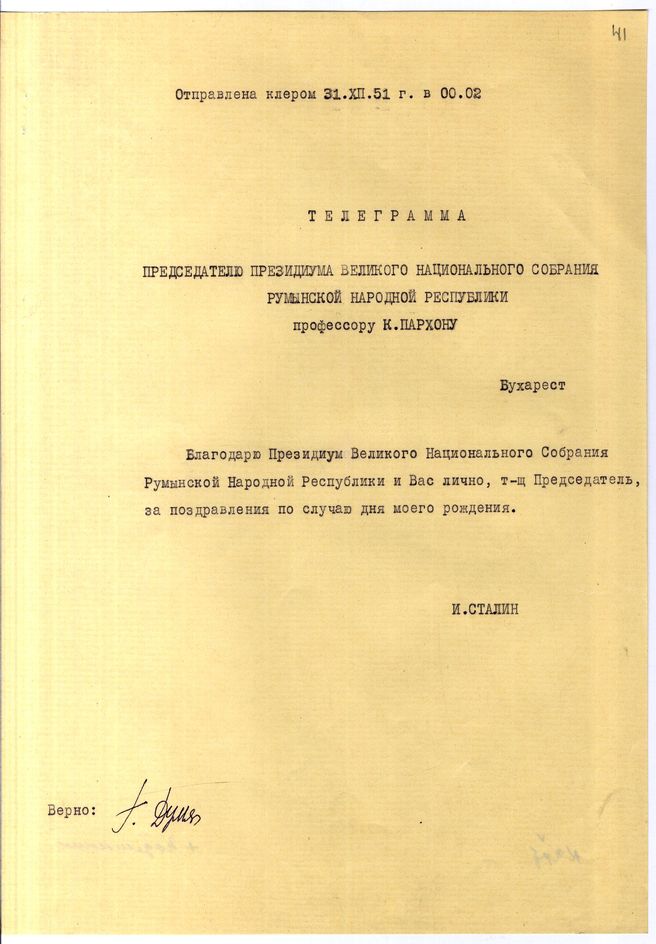 41
Отправлена клером 31.ХП.51 г. в 00.02
ТЕЛЕГРАММА
ПРЕДСЕДАТЕЛЮ ПРЕЗИДИУМА ВЕЛИКОГО НАЦИОНАЛЬНОГО СОБРАНИЯ
РУМЫНСКОЙ НАРОДНОЙ РЕСПУБЛИКИ
профессору К.ПАРХОНУ
Бухарест
Благодарю Президиум Великого Национального Собрания
Румынской Народной Республики и Вас лично, т-щ Председатель,
за поздравления по случаю дня моего рождения.
И.СТАЛИН
Верно: